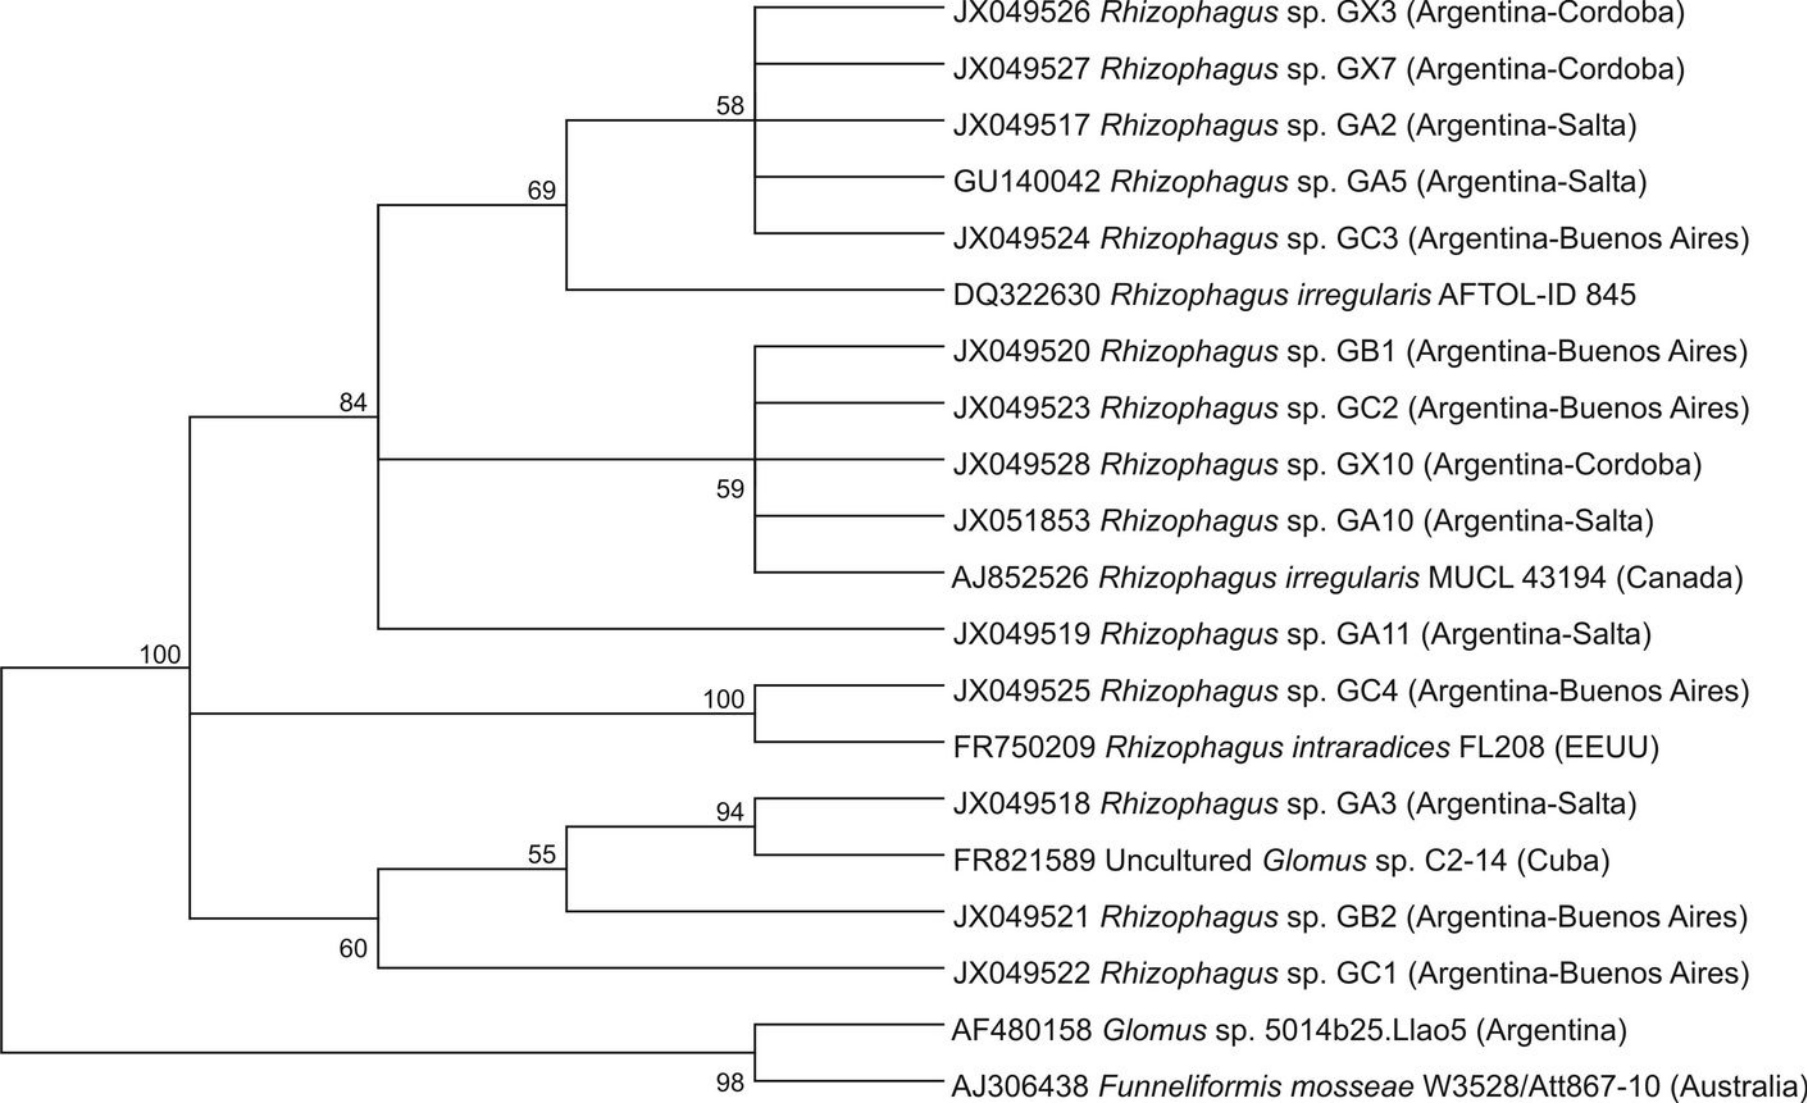 JX049526 Rhizophagus sp. GX3 (Argentina-Cordoba)
JX049527 Rhizophagus sp. GX7 (Argentina-Cordoba)
58
JX049517 Rhizophagus sp. GA2 (Argentina-Salta)
GU140042 Rhizophagus sp. GA5 (Argentina-Salta)
69
JX049524 Rhizophagus sp. GC3 (Argentina-Buenos Aires)
DQ322630 Rhizophagus irregularis AFTOL-ID 845
JX049520 Rhizophagus sp. GB1 (Argentina-Buenos Aires)
84
JX049523 Rhizophagus sp. GC2 (Argentina-Buenos Aires)
JX049528 Rhizophagus sp. GX10 (Argentina-Cordoba)
59
JX051853 Rhizophagus sp. GA10 (Argentina-Salta)
AJ852526 Rhizophagus irregularis MUCL 43194 (Canada)
JX049519 Rhizophagus sp. GA11 (Argentina-Salta)
100
JX049525 Rhizophagus sp. GC4 (Argentina-Buenos Aires)
100
FR750209 Rhizophagus intraradices FL208 (EEUU)
JX049518 Rhizophagus sp. GA3 (Argentina-Salta)
94
55
FR821589 Uncultured Glomus sp. C2-14 (Cuba)
JX049521 Rhizophagus sp. GB2 (Argentina-Buenos Aires)
60
JX049522 Rhizophagus sp. GC1 (Argentina-Buenos Aires)
AF480158 Glomus sp. 5014b25.Llao5 (Argentina)
98
AJ306438 Funneliformis mosseae W3528/Att867-10 (Australia)